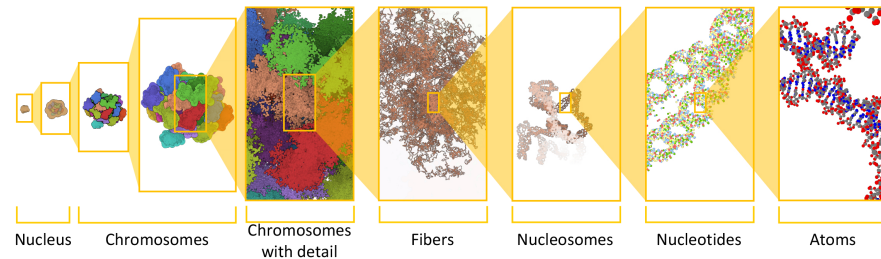 Nucleus
Chromosomes
Chromosomes
with detail
Fibers
Nucleosomes
Nucleotides
Atoms